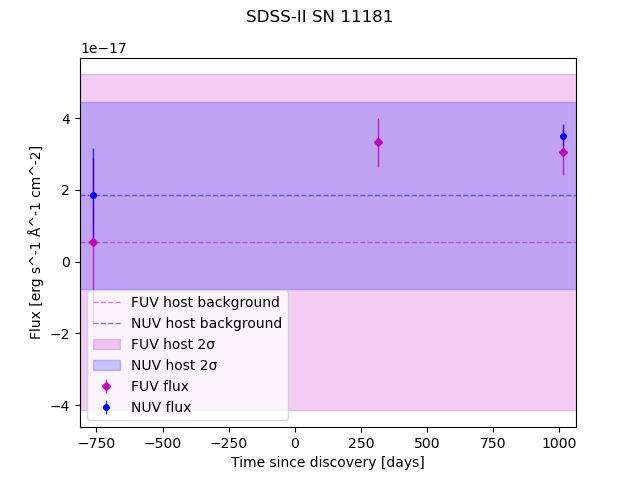 SDSS-II SN 11181
1e−17
Flux [erg s^-1 Å^-1 cm^-2]
4
2
0
−2
−4
FUV host background
NUV host background
FUV host 2σ
NUV host 2σ
FUV flux
NUV flux
−750 −500 −250 0 250 500 750 1000
Time since discovery [days]